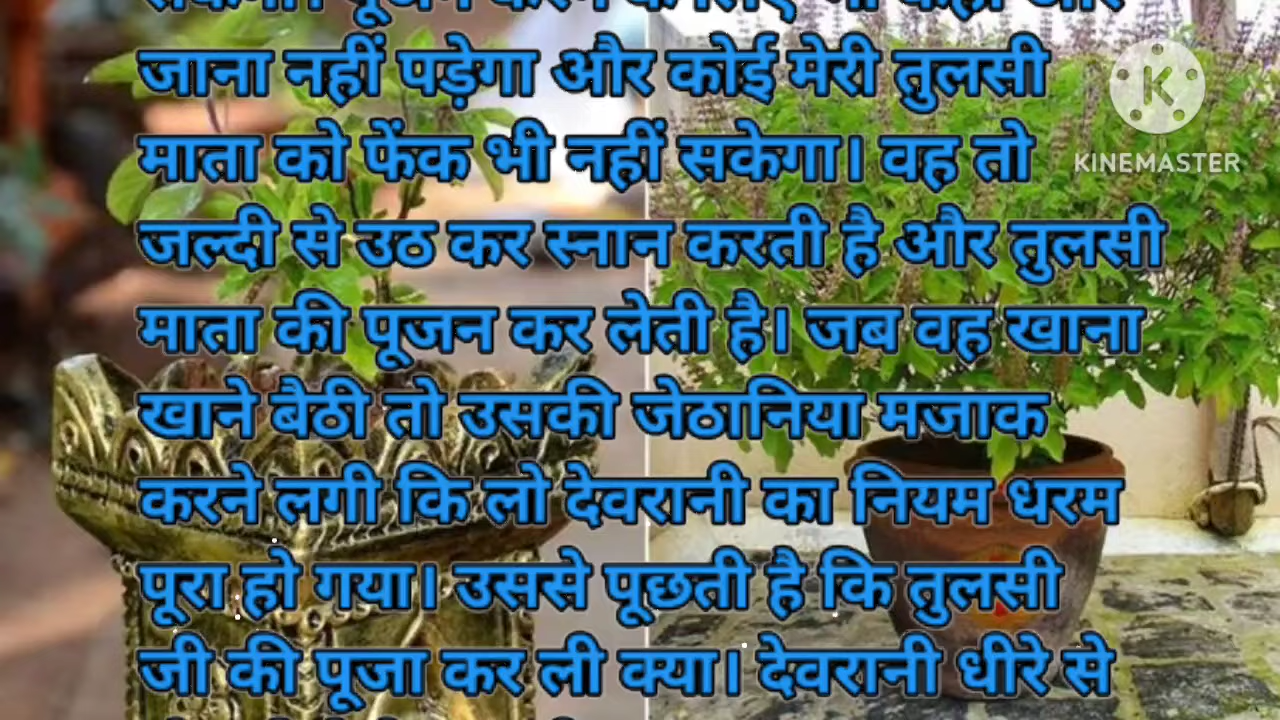 जाना नहीं पड़ेगा और कोई मेरी तुलसी
माता को फेंक भी नहीं सकेगा। वह तो
जल्दी से उठ कर स्नान करती है और तुलसी
माता की पूजन कर लेती है। जब वह खाना
खाने बैठी तो उसकी जेठानिया मजाक
करने लगी कि लो देवरानी का नियम धरम
पूरा हो गया। उससे पूछती है कि तुलसी
जी की पूजा कर ली क्या। देवरानी धीरे से
K
KINEMASTER